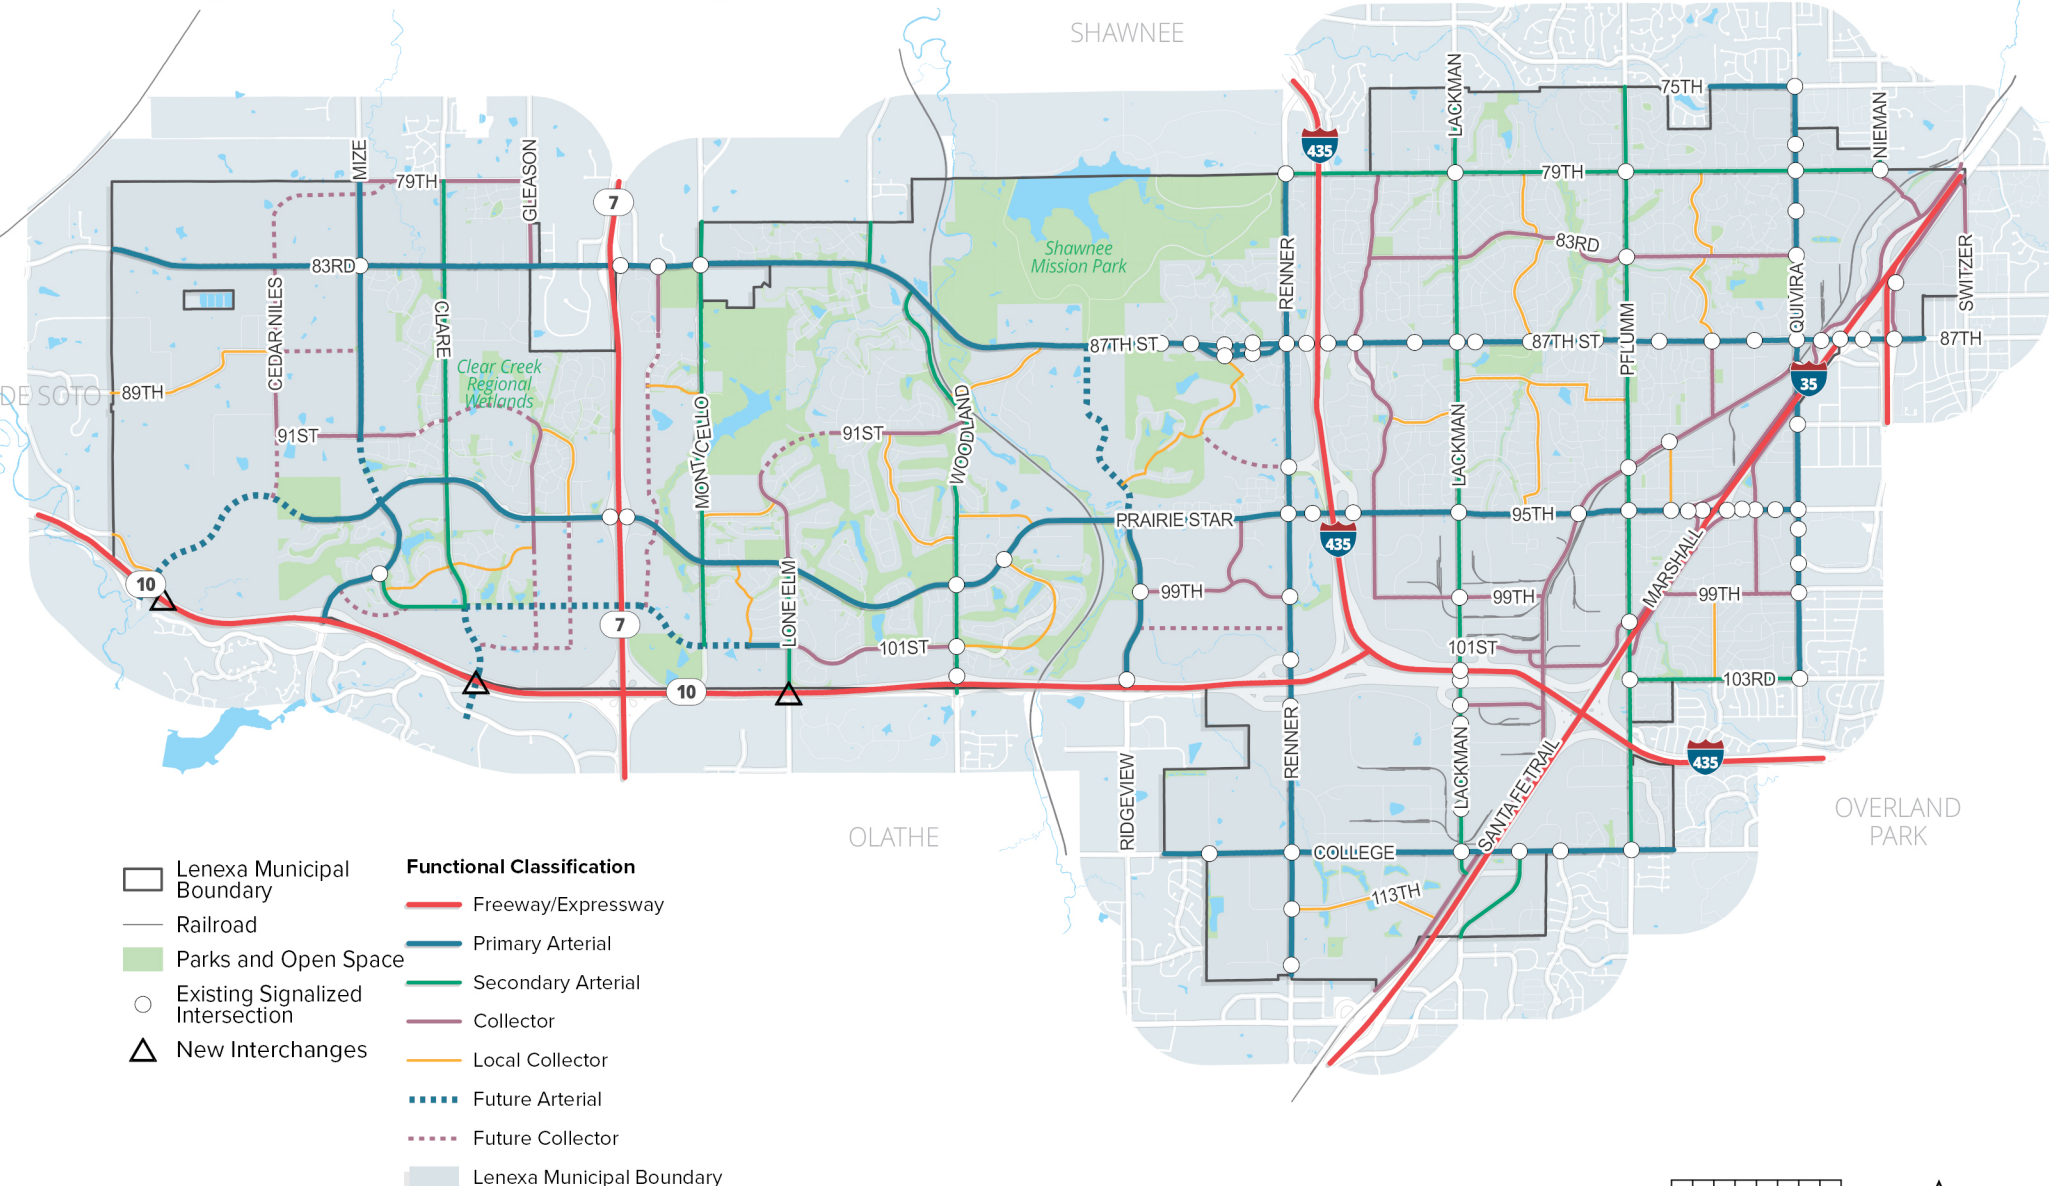 SHAWNEE
LACKMAN
75TH
NIEMAN
435
MIZE
79TH
GLEASON
7
79TH
Shawnee
Mission Park
83RD
RENNER
83RD
SWITZER
CEDAR NILES
CLARE
QUIVIRA
PFLUMM
87TH ST
87TH ST
87TH
Clear Creek
Regional
Wetlands
DE SOTO
89TH
35
MONTICELLO
WOODLAND
LACKMAN
91ST
91ST
PRAIRIE STAR
95TH
435
MARSHALL
10
LONE ELM
99TH
99TH
99TH
7
101ST
101ST
10
103RD
RENNER
LACKMAN
SANTA FE TRAIL
435
RIDGEVIEW
OLATHE
OVERLAND
PARK
COLLEGE
113TH
Lenexa Municipal
Boundary
Railroad
Parks and Open Space
Existing Signalized
Intersection
New Interchanges
Functional Classification
Freeway/Expressway
Primary Arterial
Secondary Arterial
Collector
Local Collector
Future Arterial
Future Collector
Lenexa Municipal Boundary